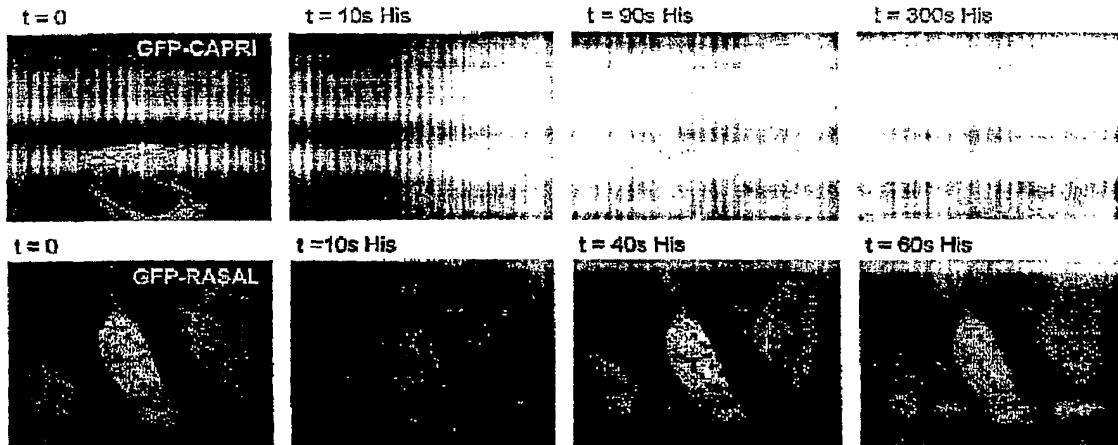 t = 0 t = 10s His t = 90s His t = 300s His
GFP-CAPRI
t = 0 t =10s His t = 40s His t = 60s His
GFP-RASAL